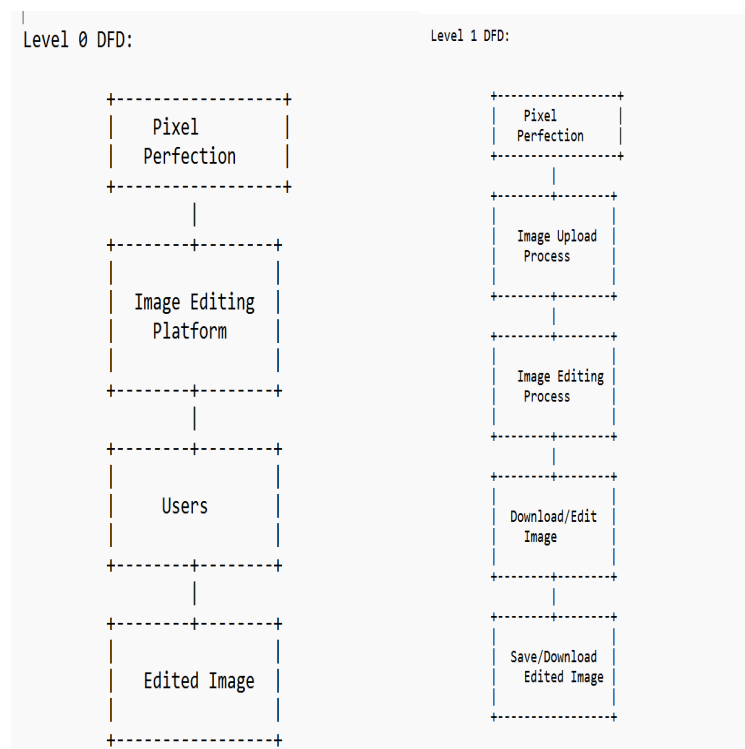 Level 0 DFD:
Pixel
Perfection
Image Editing
Platform
Users
Edited Image
Level 1 DFD:
Pixel
Perfection
Image Upload
Process
Image Editing
Process
Download/Edit
Image
Save/Download
Edited Image